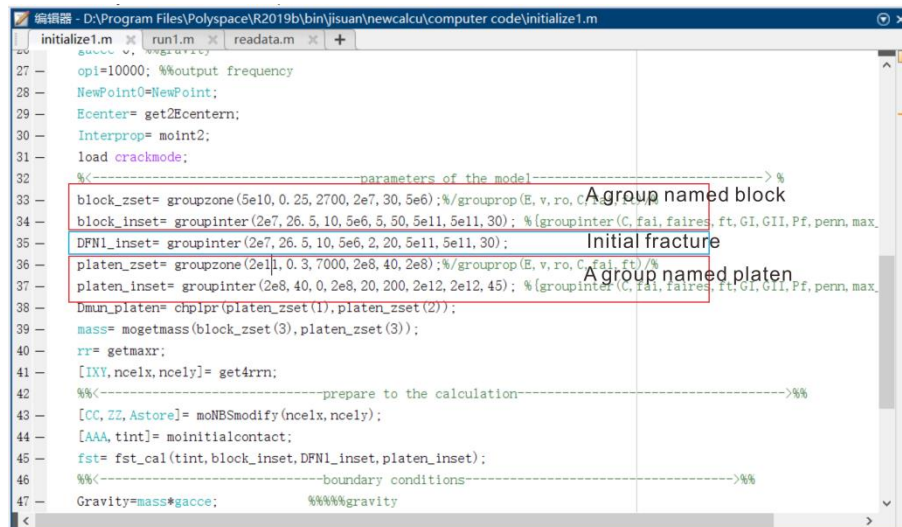 编辑器 - D:\Program Files\Polyspace\R2019b\bin\jisuan\newcalcu\computer code\initialize1.m
initialize1.m × run1.m × readata.m × +
27 — opi=10000; %%output frequency
28 — NewPoint0=NewPoint;
29 — Ecenter= get2Ecentern;
30 — Interprop= moint2;
31 — load crackmode;
32 %<-----------------------------------parameters of the model------------------------------> %
33 — block_zset= groupzone(5e10, 0.25, 2700, 2e7, 30, 5e6);%/grouprop(E, v, ro, C, fai, ft)/% A group named block
34 — block_inset= groupinter(2e7, 26.5, 10, 5e6, 5, 50, 5e11, 5e11, 30); %{groupinter(C, fai, faires, ft, GI, GII, Pf, penn, max_
35 — DFN1_inset= groupinter(2e7, 26.5, 10, 5e6, 2, 20, 5e11, 5e11, 30); Initial fracture
36 — platen_zset= groupzone(2e11, 0.3, 7000, 2e8, 40, 2e8);%/grouprop(E, v, ro, C, fai, ft)/% A group named platen
37 — platen_inset= groupinter(2e8, 40, 0, 2e8, 20, 200, 2e12, 2e12, 45); %{groupinter(C, fai, faires, ft, GI, GII, Pf, penn, max_
38 — Dmun_platen= chplpr(platen_zset(1), platen_zset(2));
39 — mass= mogetmass(block_zset(3), platen_zset(3));
40 — rr= getmaxr;
41 — [IXY, ncelx, ncely]= get4rrn;
42 %%<-----------------------------prepare to the calculation------------------------------>%%
43 — [CC, ZZ, Astore]= moNBSmodify(ncelx, ncely);
44 — [AAA, tint]= moinitialcontact;
45 — fst= fst_cal(tint, block_inset, DFN1_inset, platen_inset);
46 %%<-----------------------------boundary conditions------------------------------>%%
47 — Gravity=mass*gacce; %%%%%gravity